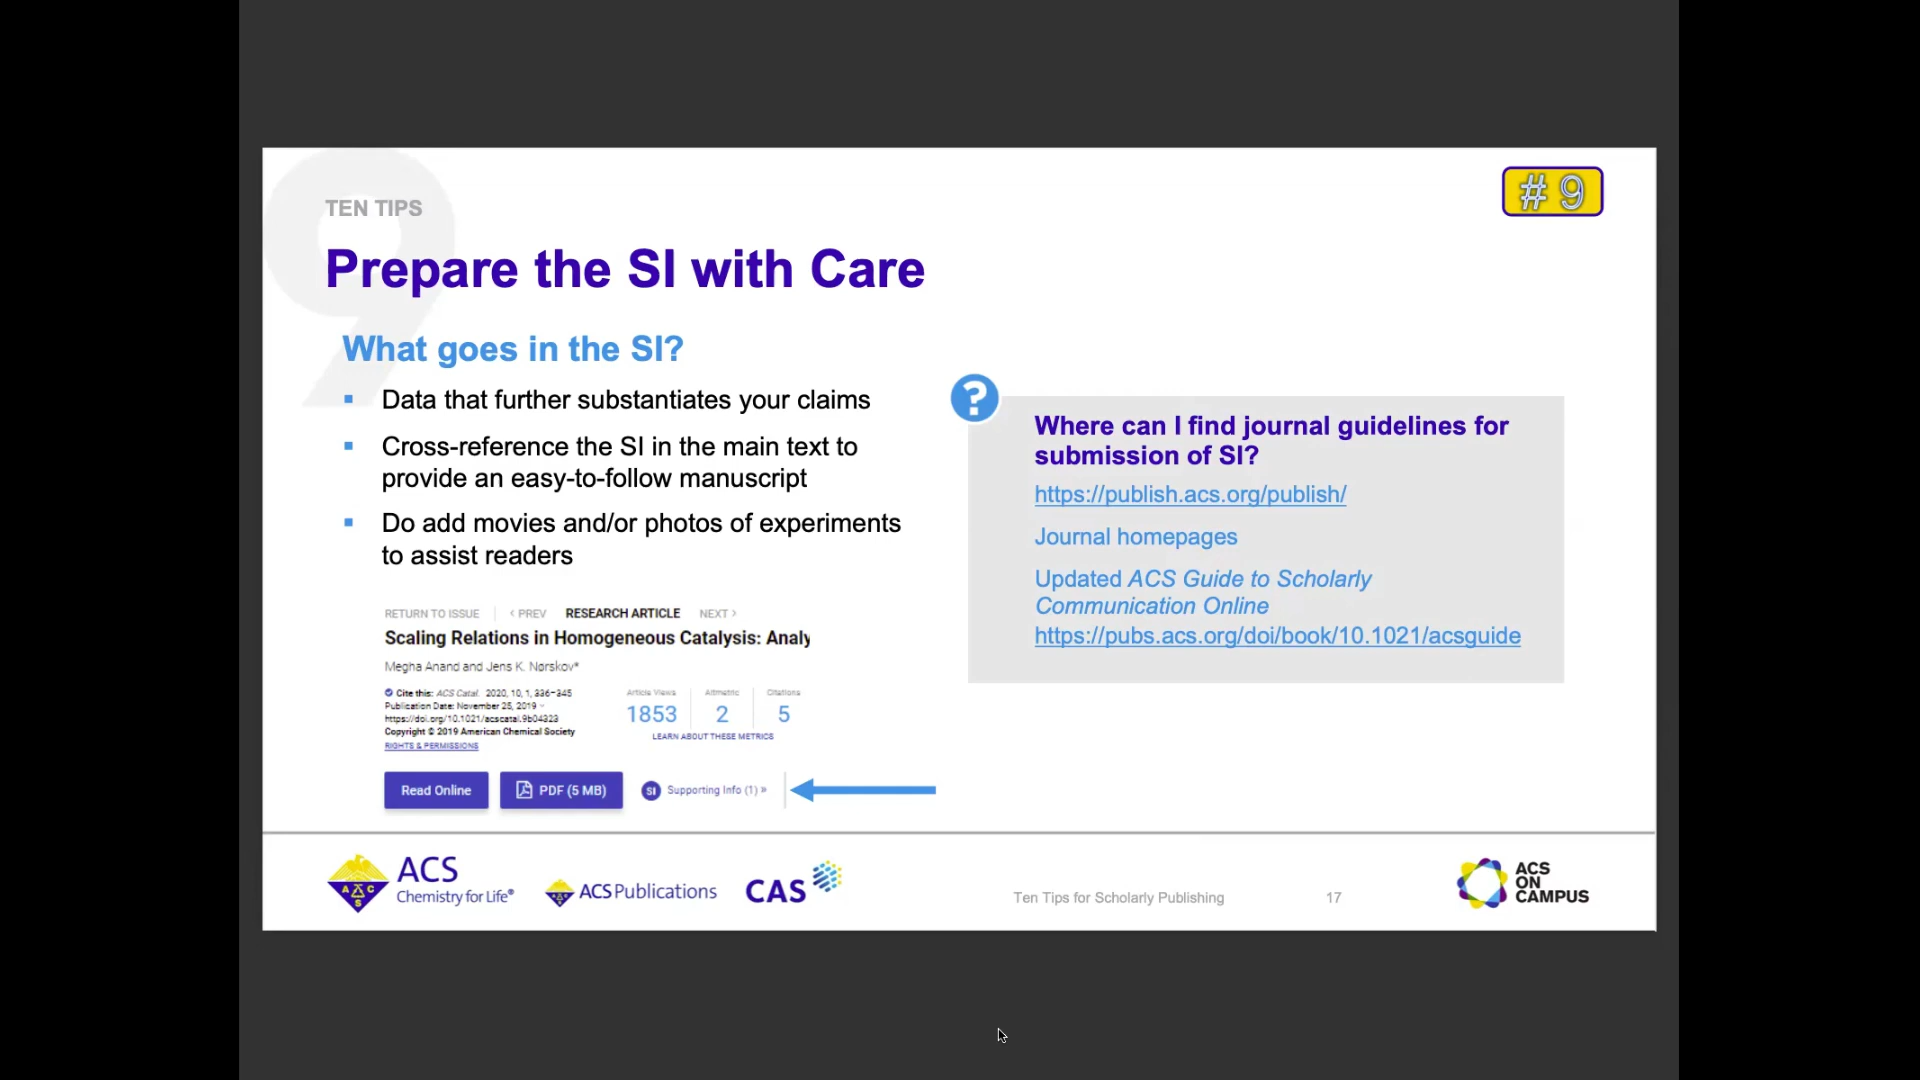 TEN TIPS
# 9
Prepare the SI with Care
What goes in the SI?
Data that further substantiates your claims
Cross-reference the SI in the main text to
provide an easy-to-follow manuscript
Do add movies and/or photos of experiments
to assist readers
?
Where can I find journal guidelines for
submission of SI?
https://publish.acs.org/publish/
Journal homepages
Updated ACS Guide to Scholarly
Communication Online
https://pubs.acs.org/doi/book/10.1021/acsguide
RETURN TO ISSUE < PREV RESEARCH ARTICLE NEXT >
Scaling Relations in Homogeneous Catalysis: Analy
Megha Anand and Jens K. Nørskov*
Cite this: ACS Catal. 2020, 10, 1, 336–345
Publication Date: November 25, 2019
https://doi.org/10.1021/acscatal.9b04323
Copyright © 2019 American Chemical Society
RIGHTS & PERMISSIONS
Article Views Altmetric Citations
1853 2 5
LEARN ABOUT THESE METRICS
Read Online PDF (5 MB) SI Supporting Info (1) »
ACS
Chemistry for Life®
A C S
ACS Publications
CAS
Ten Tips for Scholarly Publishing 17
ACS
ON
CAMPUS
9